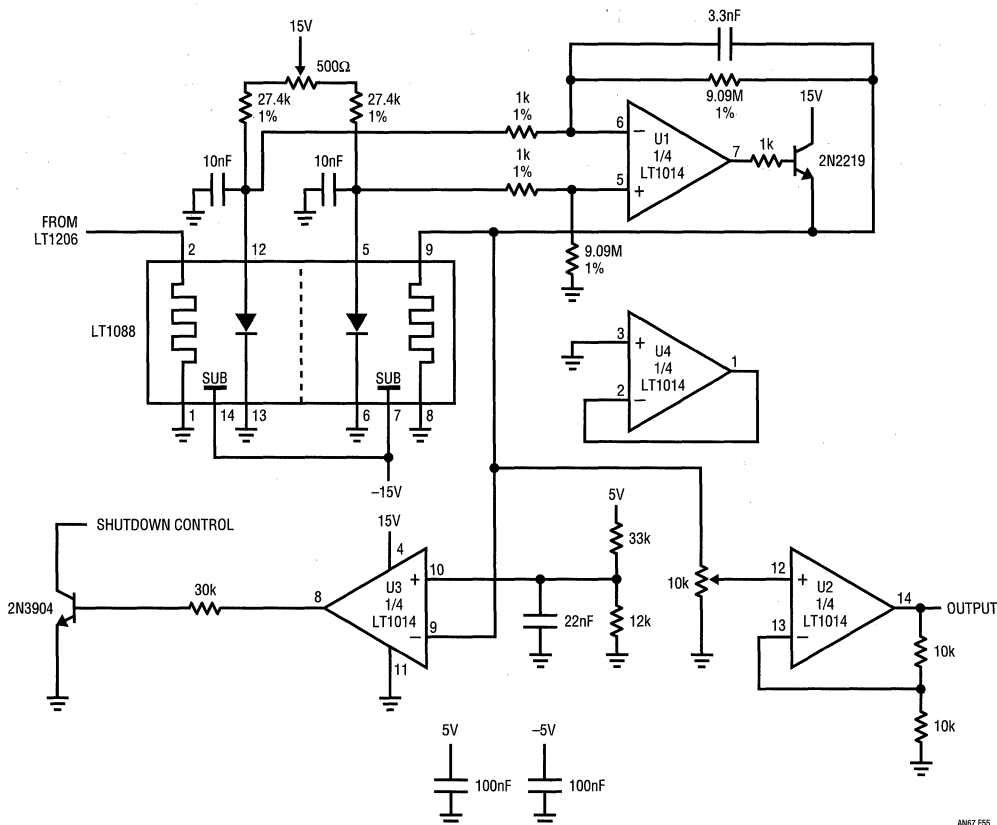 3.3nF
15V
500Ω
27.4k
1%
27.4k
1%
9.09M
1%
15V
1k
1%
1k
1%
6
−
U1
1/4
LT1014
5
+
7
1k
2N2219
10nF
10nF
FROM
LT1206
2
12
5
9
9.09M
1%
LT1088
SUB
SUB
1
14
13
6
7
8
–15V
3
+
U4
1/4
LT1014
2
−
1
5V
33k
SHUTDOWN CONTROL
15V
4
2N3904
30k
8
U3
1/4
LT1014
+
10
−
9
11
22nF
12k
10k
12
+
U2
1/4
LT1014
13
−
14
OUTPUT
10k
10k
5V
100nF
–5V
100nF
AN67 F55